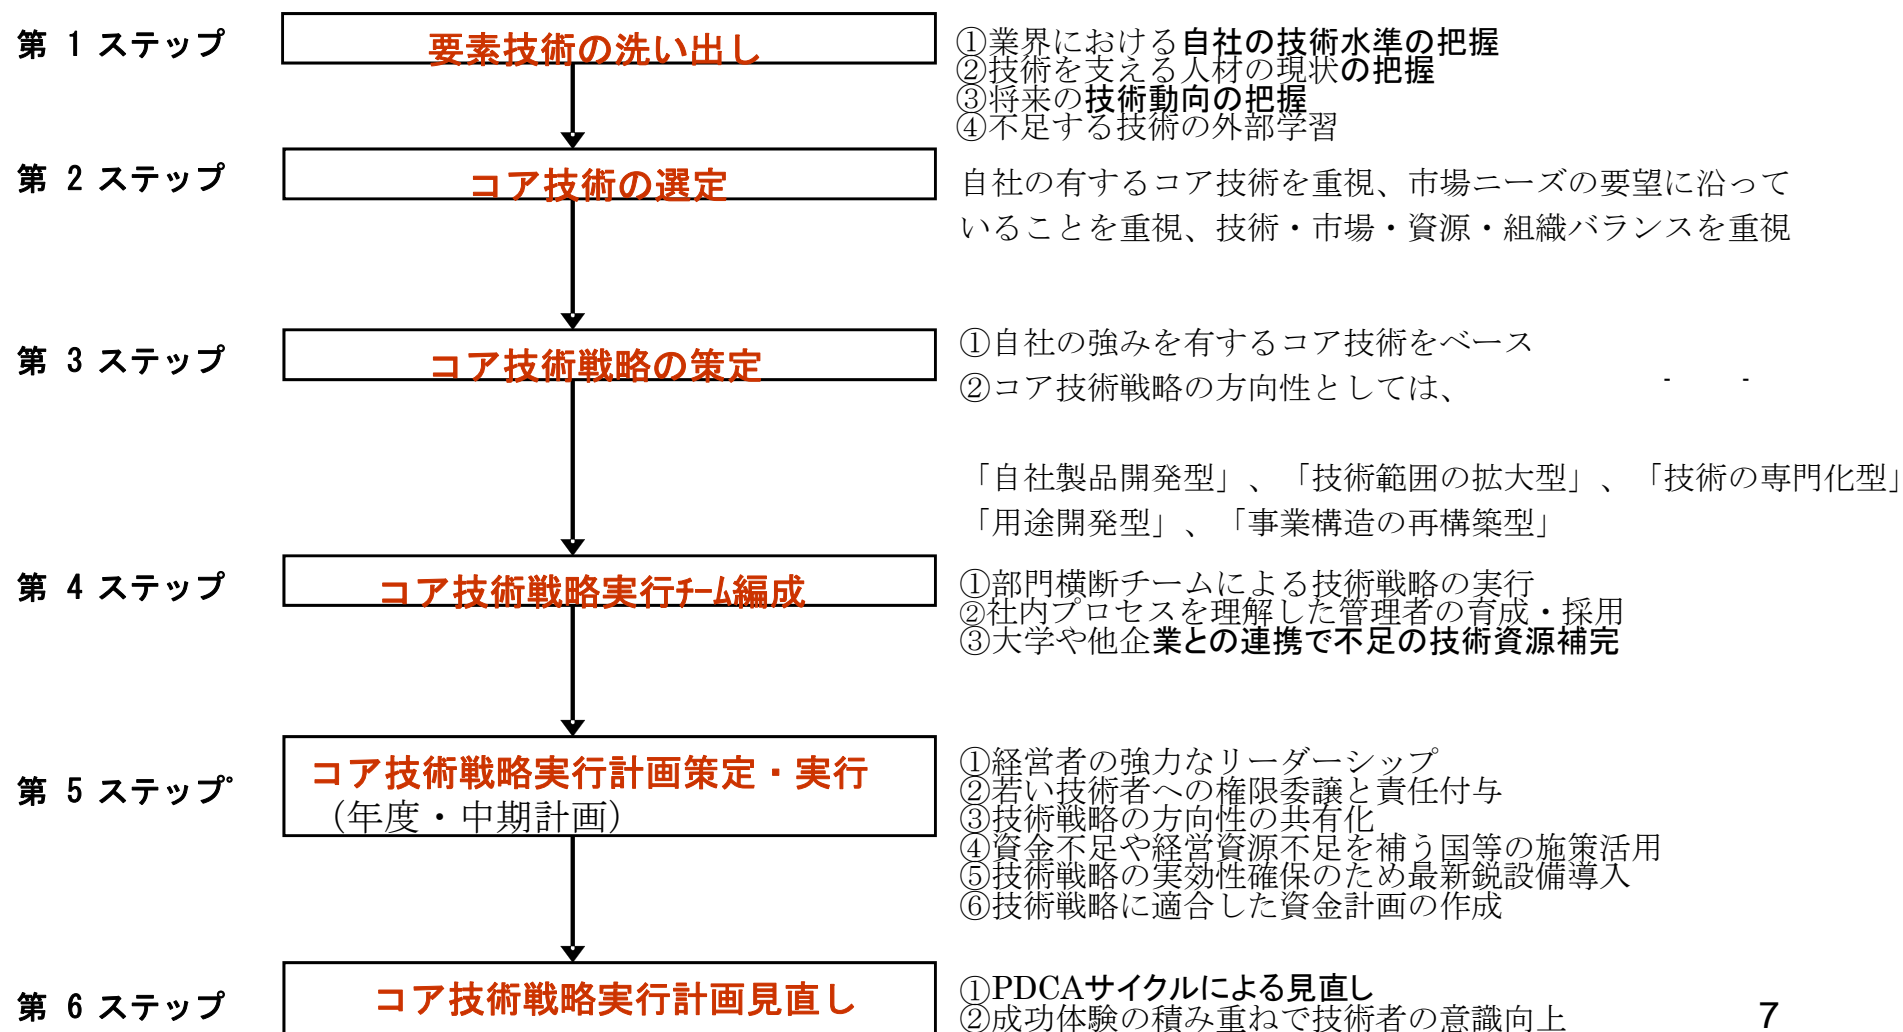 第 1 ステップ
要素技術の洗い出し
①業界における自社の技術水準の把握
②技術を支える人材の現状の把握
③将来の技術動向の把握
④不足する技術の外部学習
第 2 ステップ
コア技術の選定
自社の有するコア技術を重視、市場ニーズの要望に沿って
いることを重視、技術・市場・資源・組織バランスを重視
第 3 ステップ
コア技術戦略の策定
①自社の強みを有するコア技術をベース
②コア技術戦略の方向性としては、 - -
「自社製品開発型」、「技術範囲の拡大型」、「技術の専門化型」
「用途開発型」、「事業構造の再構築型」
第 4 ステップ
コア技術戦略実行ﾁｰﾑ編成
①部門横断チームによる技術戦略の実行
②社内プロセスを理解した管理者の育成・採用
③大学や他企業との連携で不足の技術資源補完
第 5 ステップ゜
コア技術戦略実行計画策定・実行
（年度・中期計画）
①経営者の強力なリーダーシップ
②若い技術者への権限委譲と責任付与
③技術戦略の方向性の共有化
④資金不足や経営資源不足を補う国等の施策活用
⑤技術戦略の実効性確保のため最新鋭設備導入
⑥技術戦略に適合した資金計画の作成
第 6 ステップ
コア技術戦略実行計画見直し
①PDCAサイクルによる見直し
②成功体験の積み重ねで技術者の意識向上
7